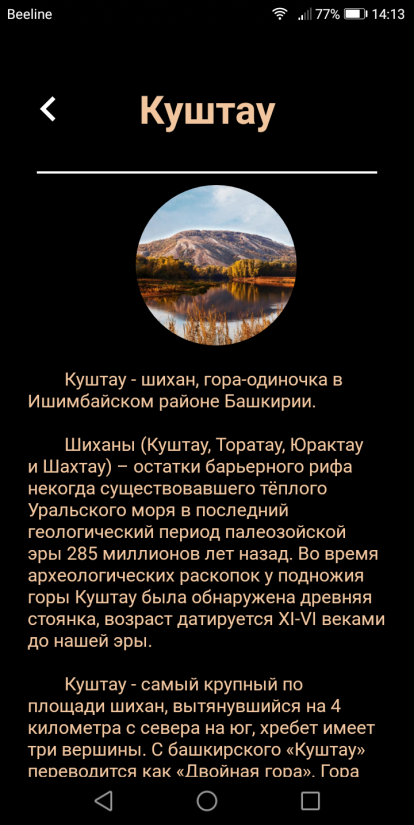 Beeline
77%
14:13
Куштау
Куштау - шихан, гора-одиночка в
Ишимбайском районе Башкирии.
Шиханы (Куштау, Торатау, Юрактау
и Шахтау) – остатки барьерного рифа
некогда существовавшего тёплого
Уральского моря в последний
геологический период палеозойской
эры 285 миллионов лет назад. Во время
археологических раскопок у подножия
горы Куштау была обнаружена древняя
стоянка, возраст датируется XI-VI веками
до нашей эры.
Куштау - самый крупный по
площади шихан, вытянувшийся на 4
километра с севера на юг, хребет имеет
три вершины. С башкирского «Куштау»
переводится как «Двойная гора». Гора